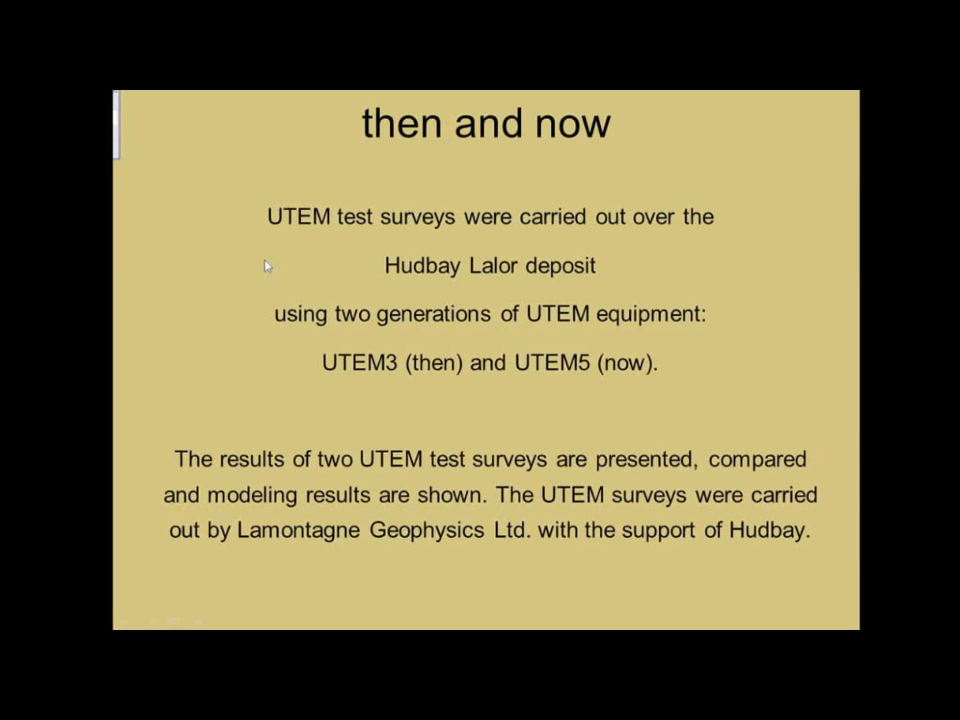 then and now
UTEM test surveys were carried out over the
Hudbay Lalor deposit
using two generations of UTEM equipment:
UTEM3 (then) and UTEM5 (now).
The results of two UTEM test surveys are presented, compared
and modeling results are shown. The UTEM surveys were carried
out by Lamontagne Geophysics Ltd. with the support of Hudbay.